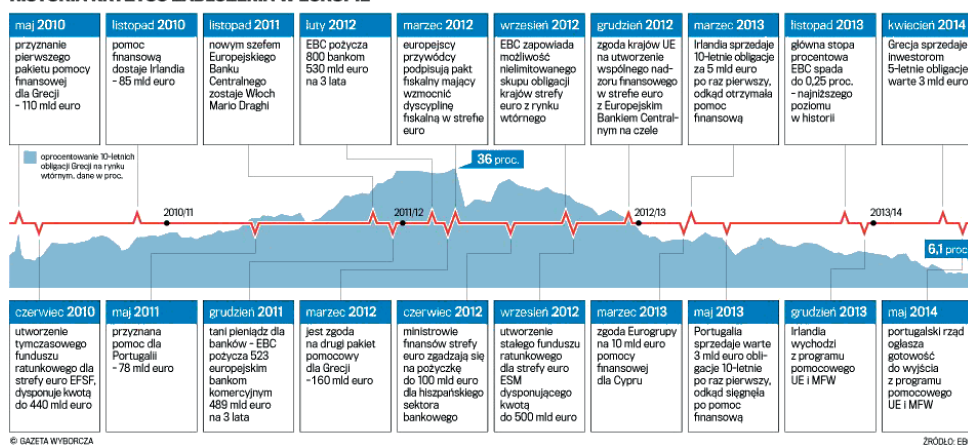 maj 2010
przyznanie
pierwszego
pakietu pomocy
finansowej
dla Grecji
- 110 mld euro
listopad 2010
pomoc
finansową
dostaje Irlandia
- 85 mld euro
listopad 2011
nowym szefem
Europejskiego
Banku
Centralnego
zostaje Włoch
Mario Draghi
luty 2012
EBC pożycza
800 bankom
530 mld euro
na 3 lata
marzec 2012
europejscy
przywódcy
podpisują pakt
fiskalny mający
wzmocnić
dyscyplinę
fiskalną w strefie
euro
wrzesień 2012
EBC zapowiada
możliwość
nielimitowanego
skupu obligacji
krajów strefy
euro z rynku
wtórnego
grudzień 2012
zgoda krajów UE
na utworzenie
wspólnego nad-
zoru finansowego
w strefie euro
z Europejskim
Bankiem Central-
nym na czele
marzec 2013
Irlandia sprzedaje
10-letnie obligacje
za 5 mld euro
po raz pierwszy,
odkąd otrzymała
pomoc
finansową
listopad 2013
główna stopa
procentowa
EBC spada
do 0,25 proc.
- najniższego
poziomu
w historii
kwiecień 2014
Grecja sprzedaje
inwestorom
5-letnie obligacje
warte 3 mld euro
oprocentowanie 10-letnich
obligacji Grecji na rynku
wtórnym, dane w proc.
36 proc.
2010/11
2011/12
2012/13
2013/14
6,1 proc.
czerwiec 2010
utworzenie
tymczasowego
funduszu
ratunkowego dla
strefy euro EFSF,
dysponuje kwotą
do 440 mld euro
maj 2011
przyznana
pomoc dla
Portugalii
- 78 mld euro
grudzień 2011
tani pieniądz dla
banków - EBC
pożycza 523
europejskim
bankom
komercyjnym
489 mld euro
na 3 lata
marzec 2012
jest zgoda
na drugi pakiet
pomocowy
dla Grecji
-160 mld euro
czerwiec 2012
ministrowie
finansów strefy
euro zgadzają się
na pożyczkę
do 100 mld euro
dla hiszpańskiego
sektora
bankowego
wrzesień 2012
utworzenie
stałego funduszu
ratunkowego
dla strefy euro
ESM
dysponującego
kwotą
do 500 mld euro
marzec 2013
zgoda Eurogrupy
na 10 mld euro
pomocy
finansowej
dla Cypru
maj 2013
Portugalia
sprzedaje warte
3 mld euro obli-
gacje 10-letnie
po raz pierwszy,
odkąd sięgnęła
po pomoc
finansową
grudzień 2013
Irlandia
wychodzi
z programu
pomocowego
UE i MFW
maj 2014
portugalski rząd
ogłasza
gotowość
do wyjścia
z programu
pomocowego
UE i MFW
© GAZETA WYBORCZA
ŹRÓDŁO: EBC